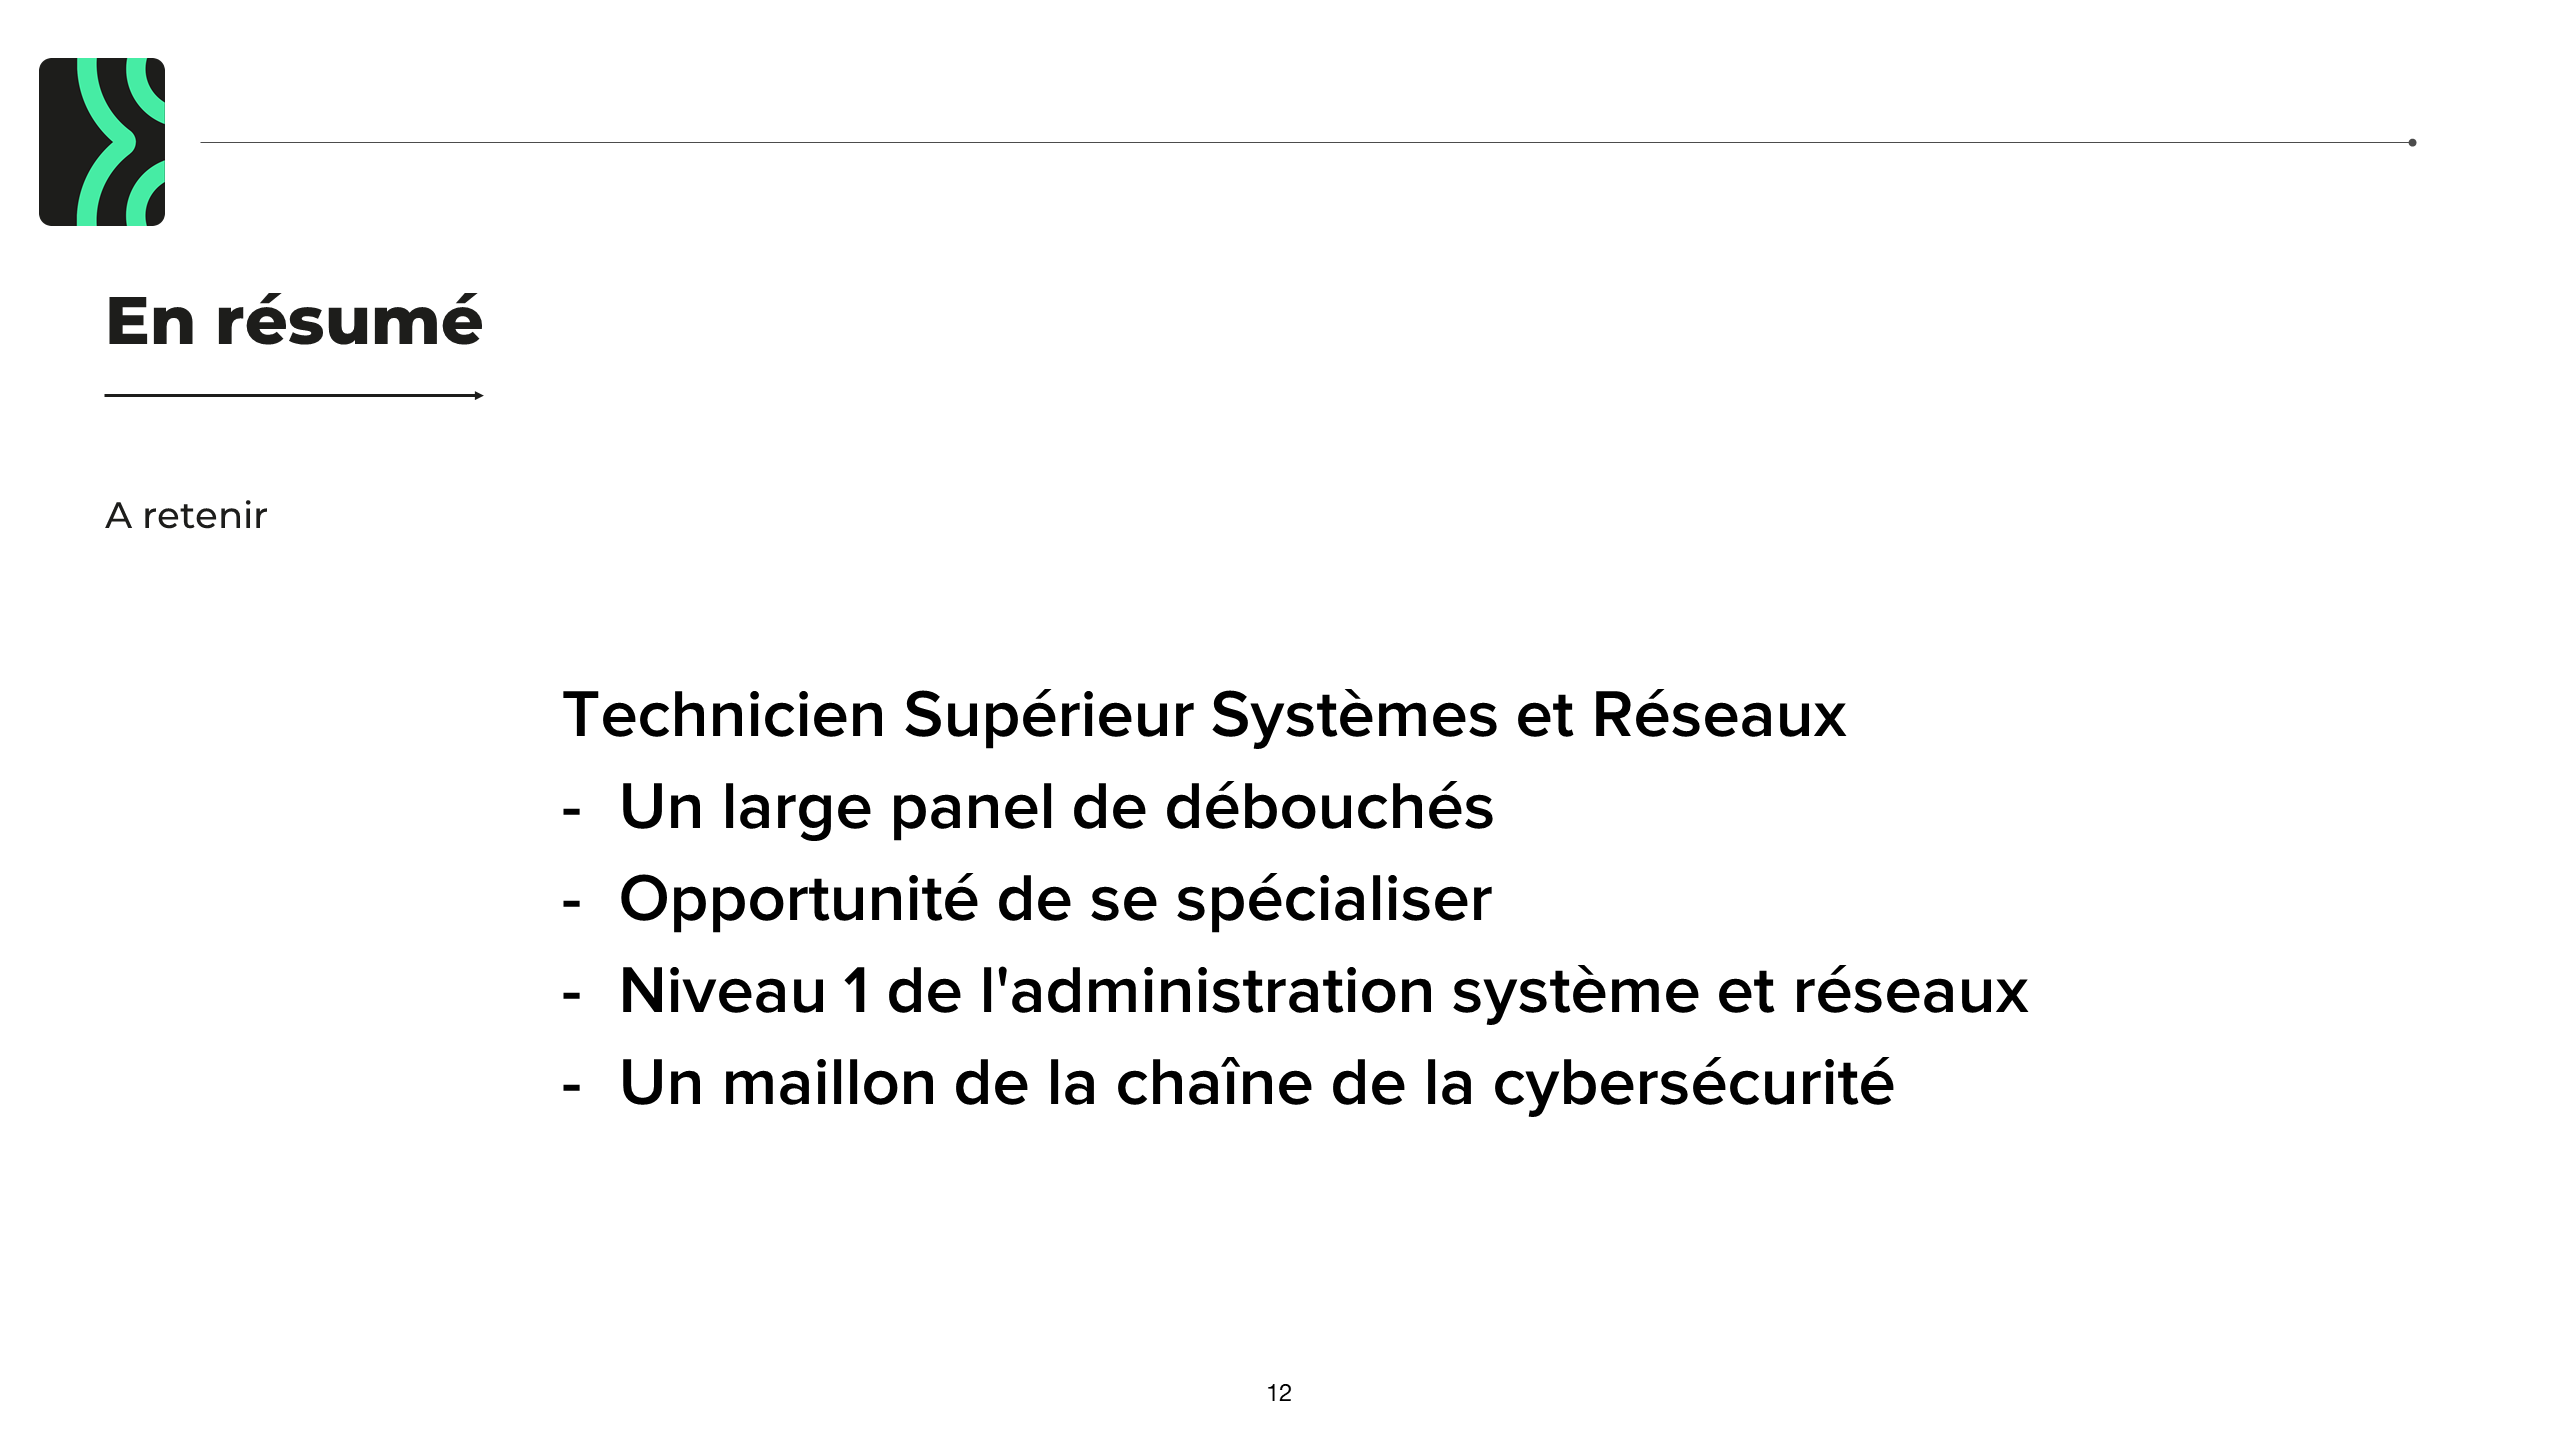 En résumé
A retenir
Technicien Supérieur Systèmes et Réseaux
- Un large panel de débouchés
- Opportunité de se spécialiser
- Niveau 1 de l'administration système et réseaux
- Un maillon de la chaîne de la cybersécurité
12